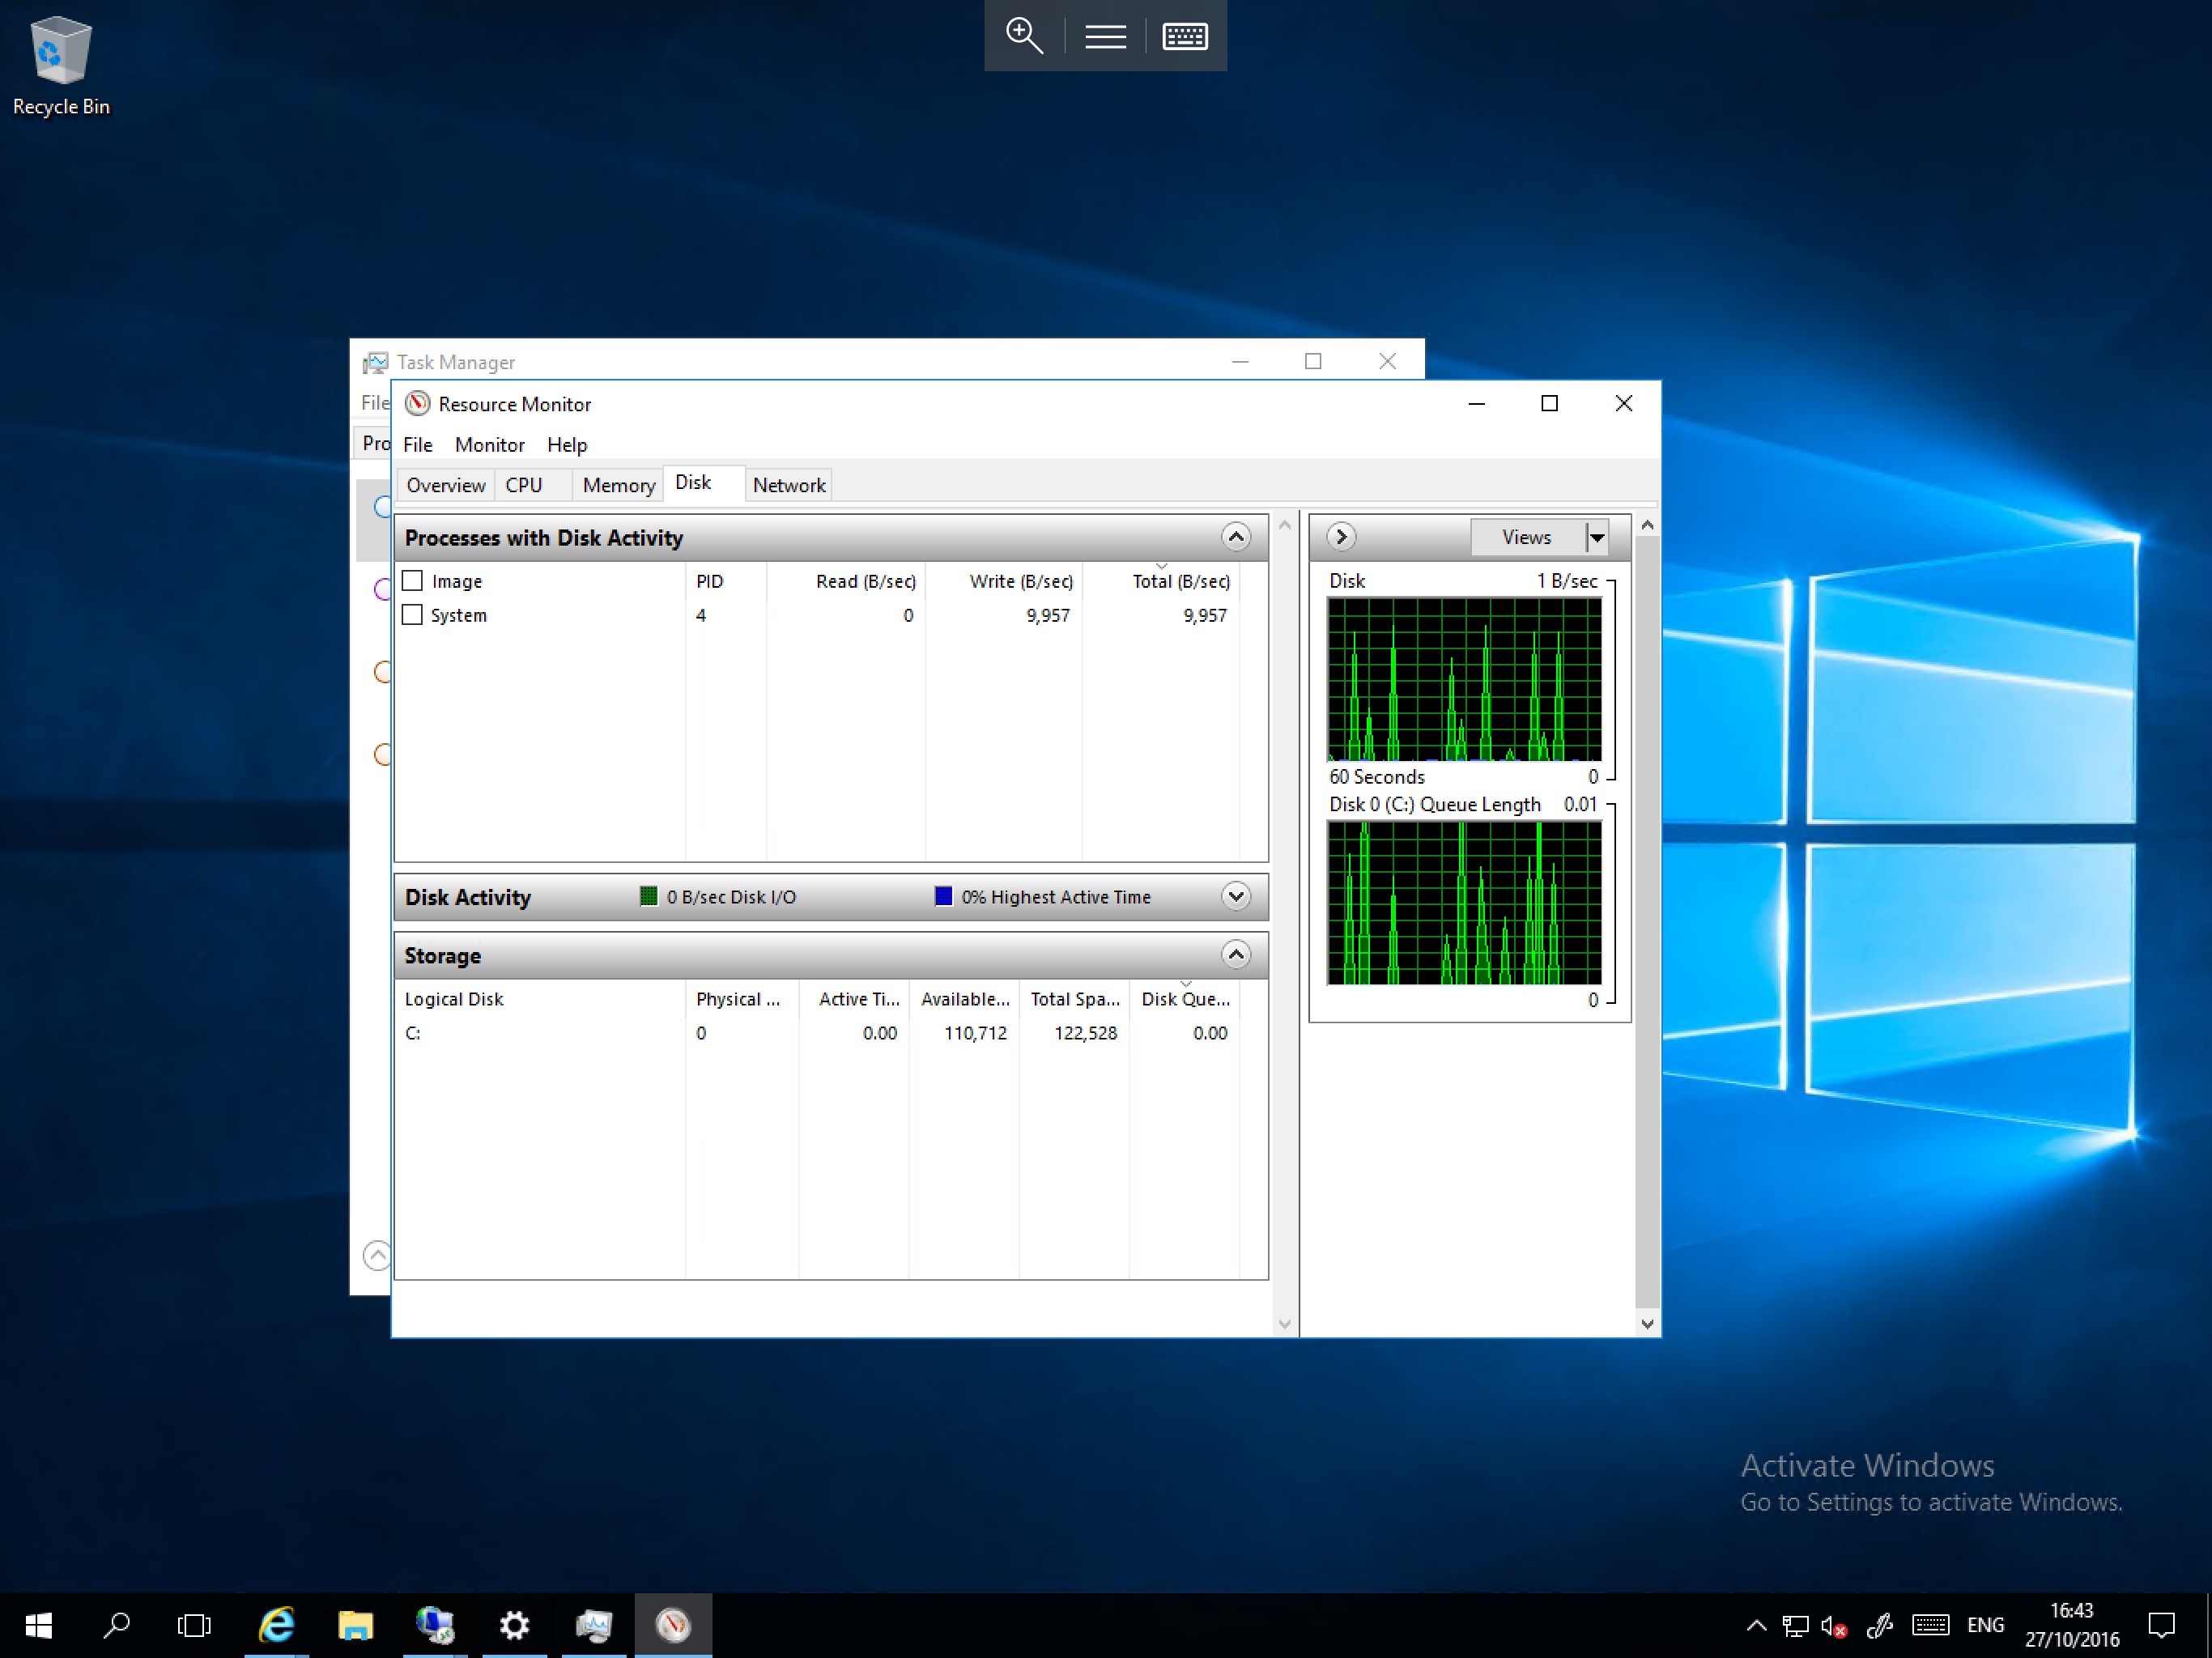 Recycle Bin
Task Manager
File
Pro
Resource Monitor
File Monitor Help
Overview CPU Memory Disk Network
Processes with Disk Activity
Image PID Read (B/sec) Write (B/sec) Total (B/sec)
System 4 0 9,957 9,957
Disk Activity 0 B/sec Disk I/O 0% Highest Active Time
Storage
Logical Disk Physical ... Active Ti... Available... Total Spa... Disk Que...
C: 0 0.00 110,712 122,528 0.00
Views
Disk 1 B/sec
60 Seconds 0
Disk 0 (C:) Queue Length 0.01
0
Activate Windows
Go to Settings to activate Windows.
ENG
16:43
27/10/2016